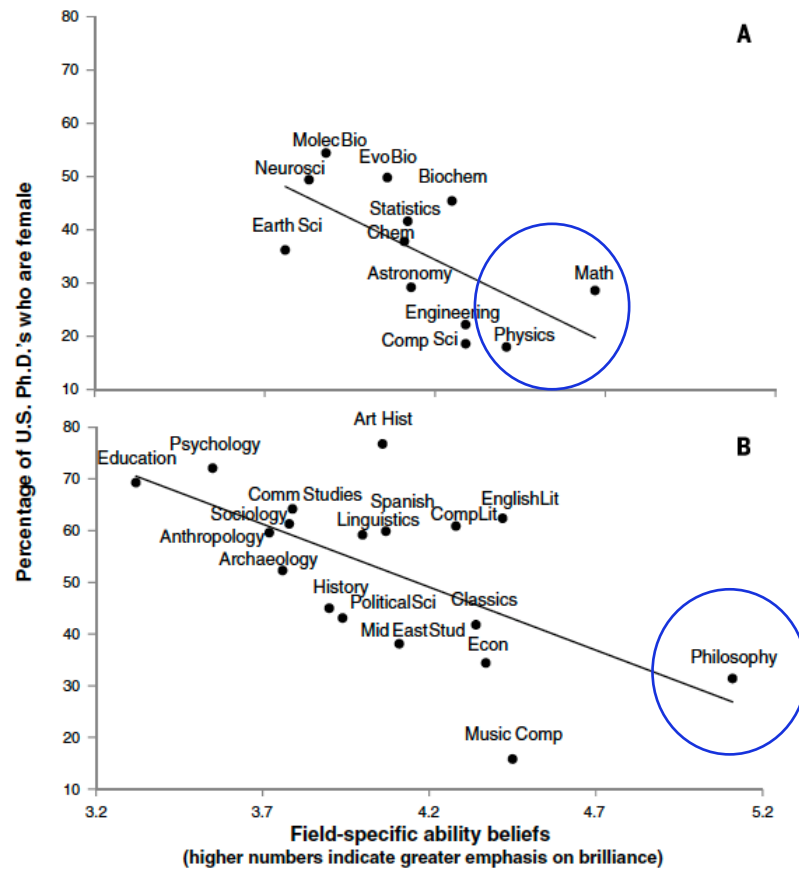 A
80
70
60
50
40
30
20
10
MolecBio
Neurosci
EvoBio
Biochem
Statistics
Earth Sci
Chem
Astronomy
Math
Engineering
Comp Sci
Physics
Percentage of U.S. Ph.D.'s who are female
B
80
70
60
50
40
30
20
10
Art Hist
Psychology
Education
Comm Studies
Spanish
EnglishLit
Sociology
Linguistics
CompLit
Anthropology
Archaeology
History
PoliticalSci
Classics
Mid EastStud
Econ
Philosophy
Music Comp
3.2
3.7
4.2
4.7
5.2
Field-specific ability beliefs
(higher numbers indicate greater emphasis on brilliance)